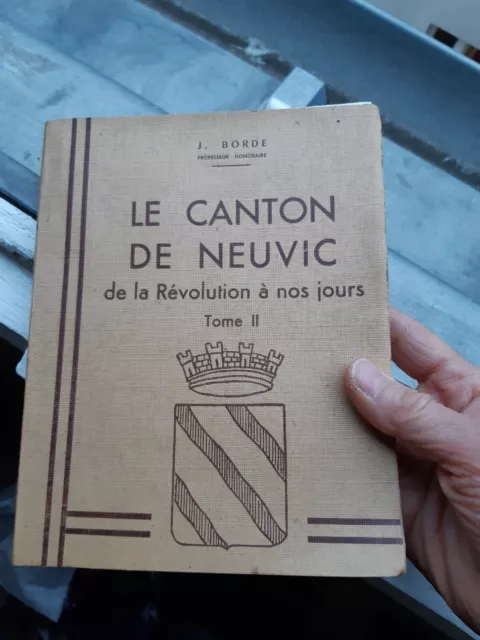 J. BORDE
PROFESSEUR HONORAIRE
LE CANTON
DE NEUVIC
de la Révolution à nos jours
Tome II